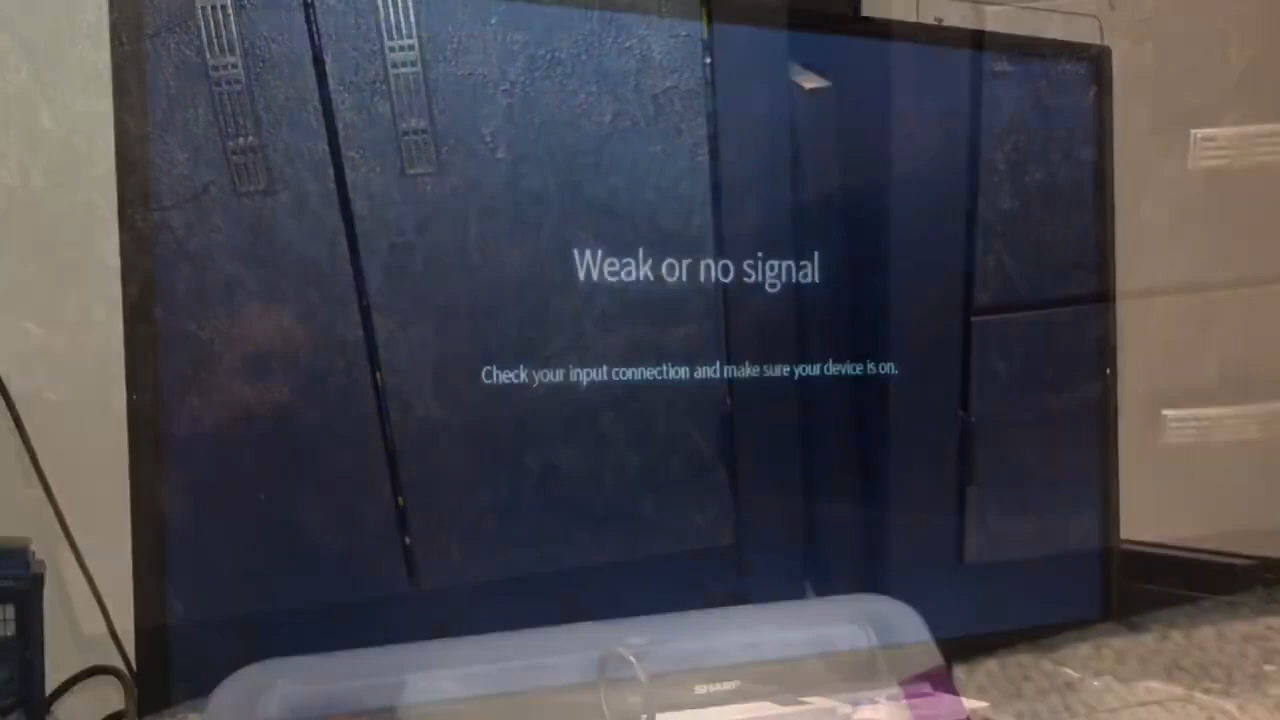 Weak or no signal
Check your input connection and make sure your device is on.
SHARP